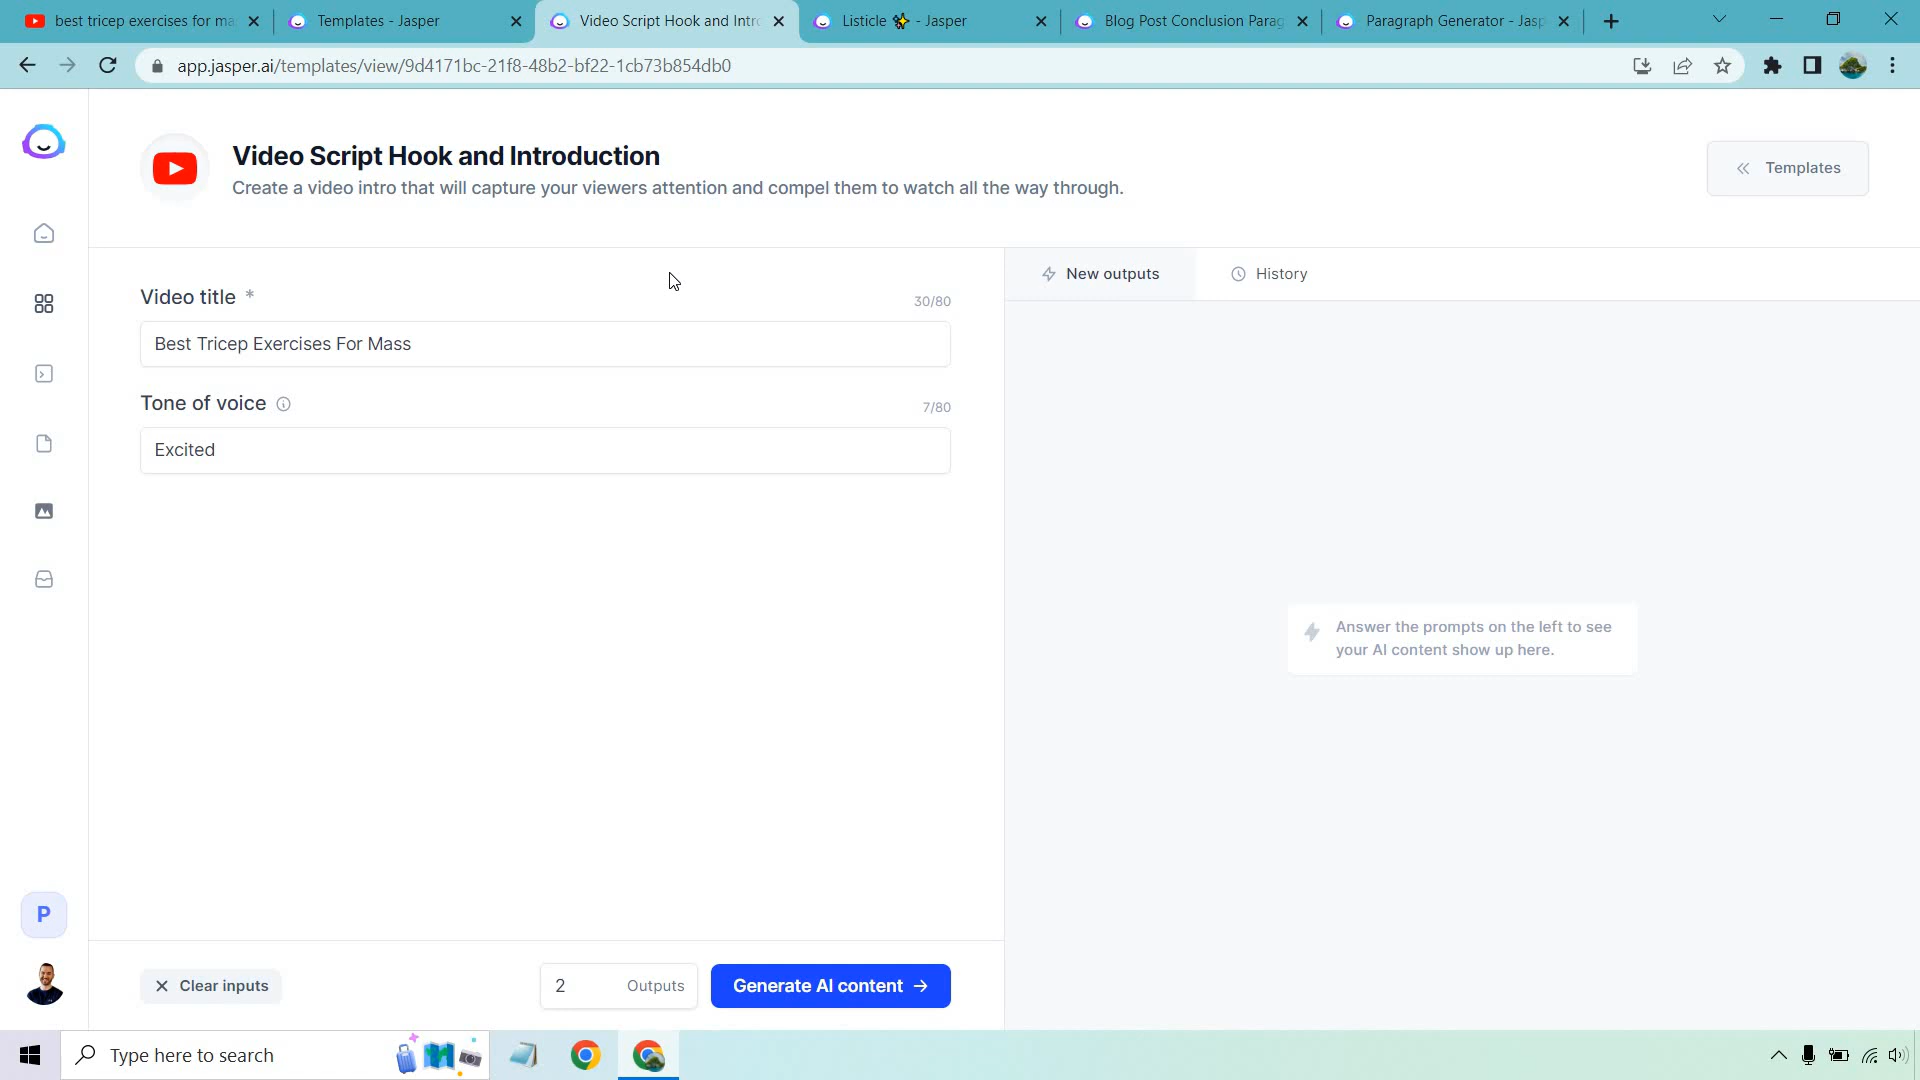 best tricep exercises for ma
Templates - Jasper
Video Script Hook and Intro
Listicle ✨ - Jasper
Blog Post Conclusion Parag
Paragraph Generator - Jasp
app.jasper.ai/templates/view/9d4171bc-21f8-48b2-bf22-1cb73b854db0
Video Script Hook and Introduction
Create a video intro that will capture your viewers attention and compel them to watch all the way through.
Templates
New outputs
History
Video title *
30/80
Best Tricep Exercises For Mass
Tone of voice
7/80
Excited
Answer the prompts on the left to see
your AI content show up here.
P
Clear inputs
2
Outputs
Generate AI content →
Type here to search